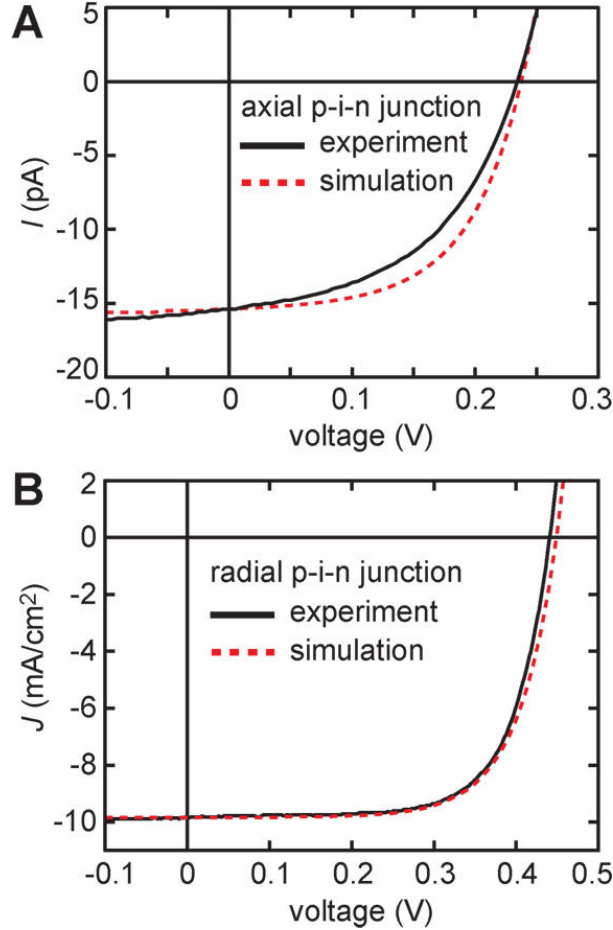 A
5
0
-5
-10
-15
-20
I (pA)
axial p-i-n junction
experiment
simulation
-0.1 0 0.1 0.2 0.3
voltage (V)
B
2
0
-2
-4
-6
-8
-10
J (mA/cm²)
radial p-i-n junction
experiment
simulation
-0.1 0 0.1 0.2 0.3 0.4 0.5
voltage (V)